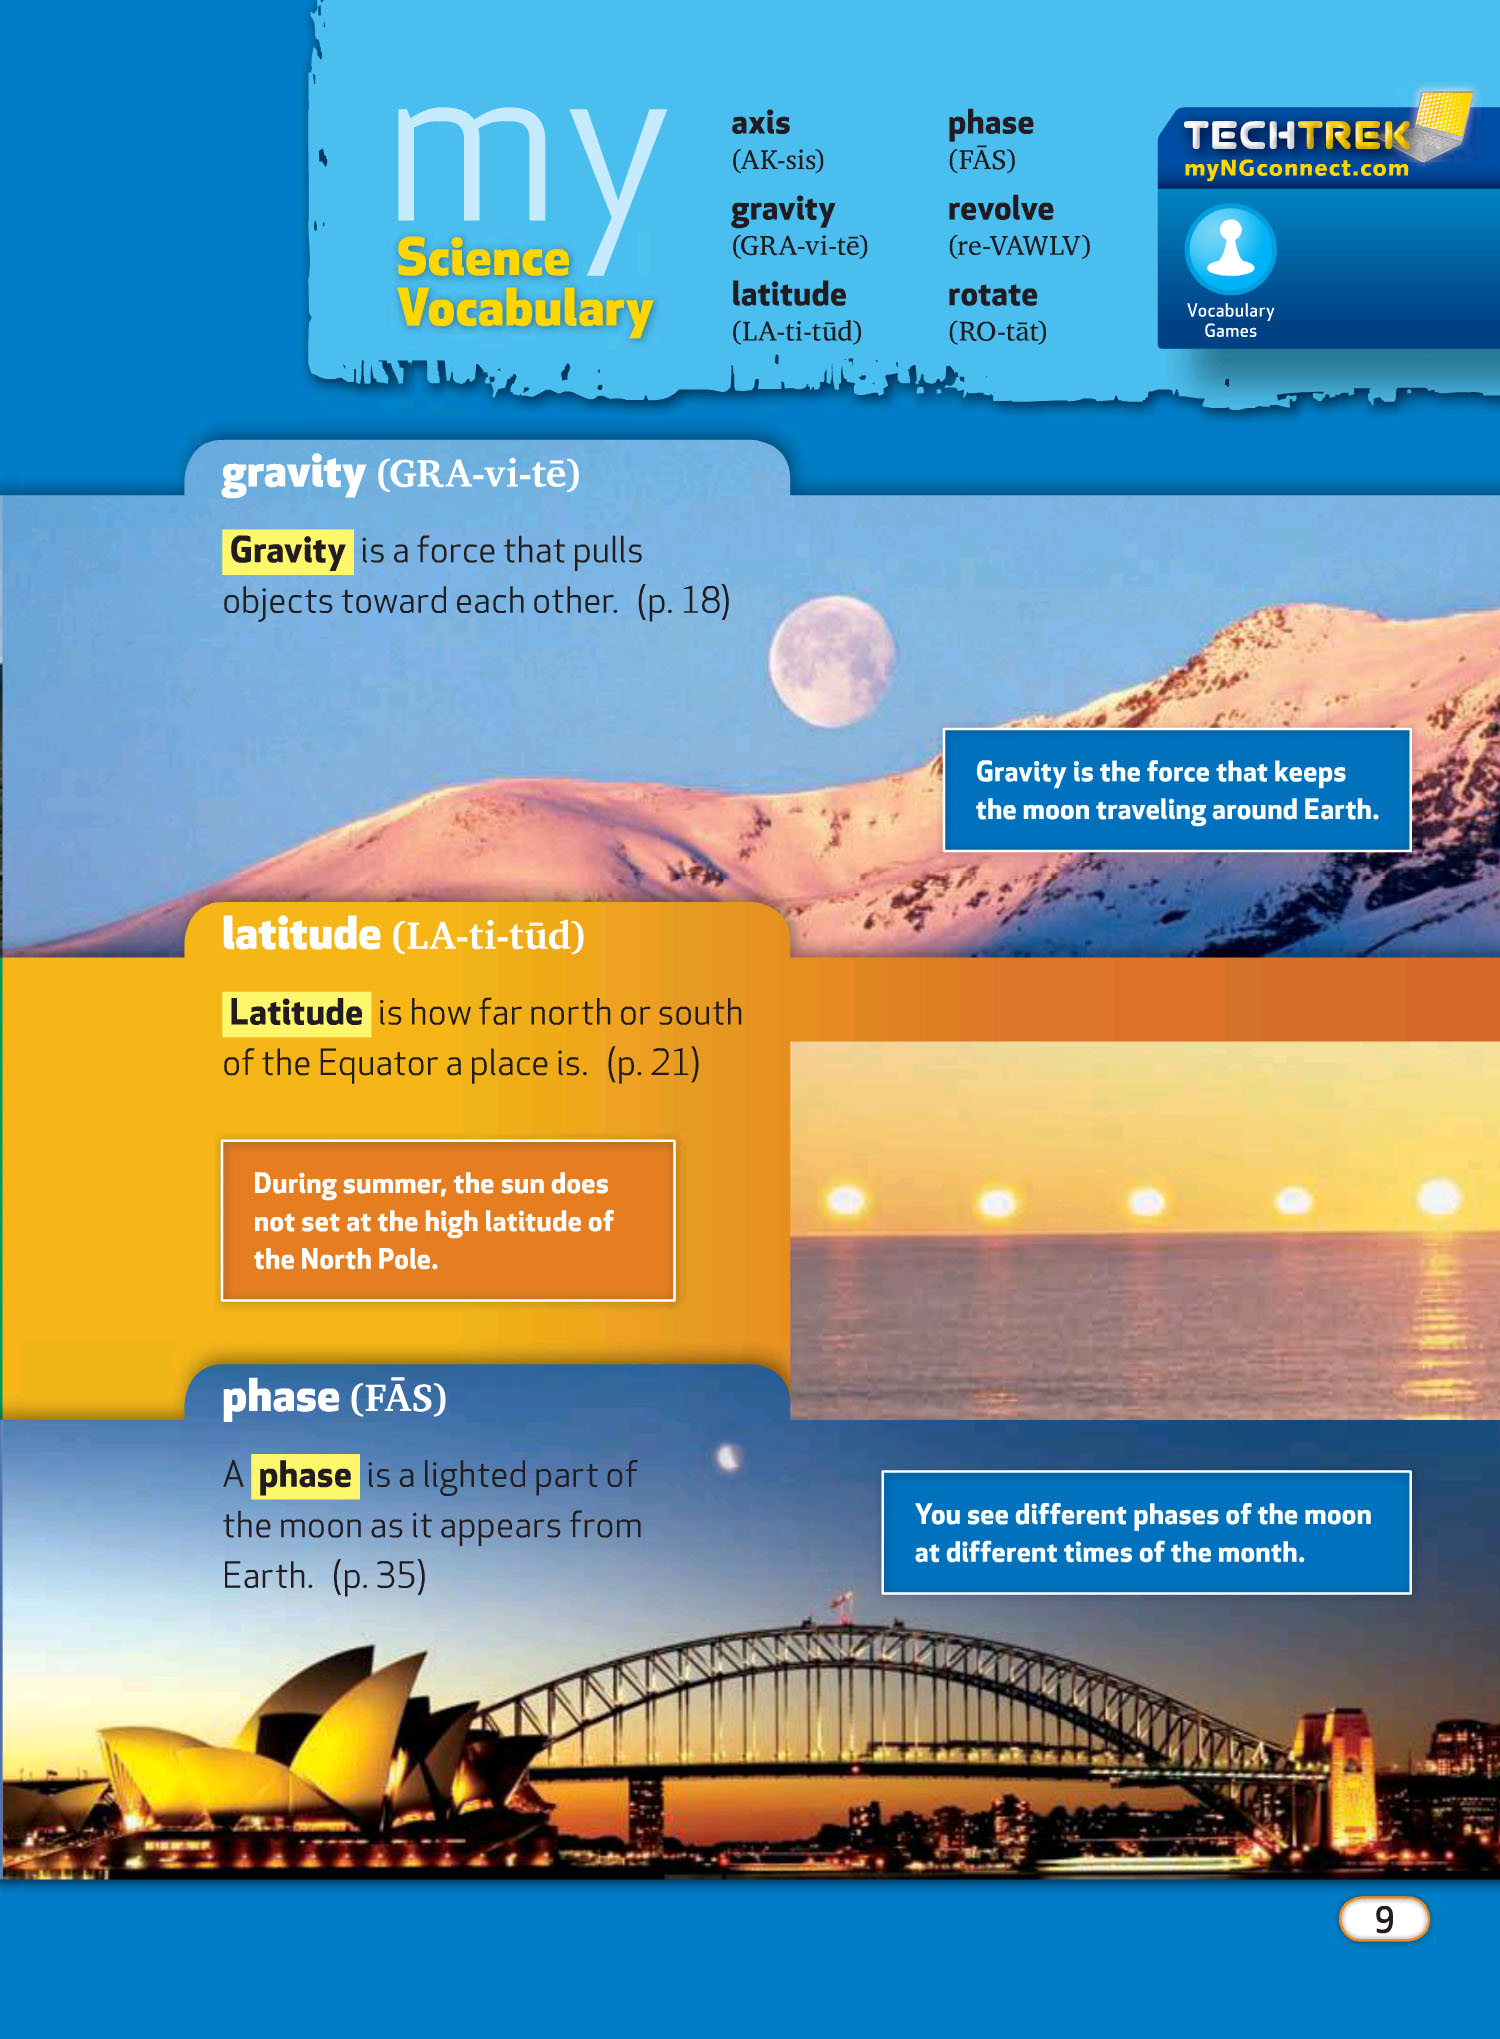 my
Science
Vocabulary
axis
(AK-sis)
gravity
(GRA-vi-tē)
latitude
(LA-ti-tūd)
phase
(FĀS)
revolve
(re-VAWLV)
rotate
(RO-tāt)
TECHTREK
myNGconnect.com
Vocabulary
Games
gravity (GRA-vi-tē)
Gravity is a force that pulls
objects toward each other. (p. 18)
Gravity is the force that keeps
the moon traveling around Earth.
latitude (LA-ti-tūd)
Latitude is how far north or south
of the Equator a place is. (p. 21)
During summer, the sun does
not set at the high latitude of
the North Pole.
phase (FĀS)
A phase is a lighted part of
the moon as it appears from
Earth. (p. 35)
You see different phases of the moon
at different times of the month.
9